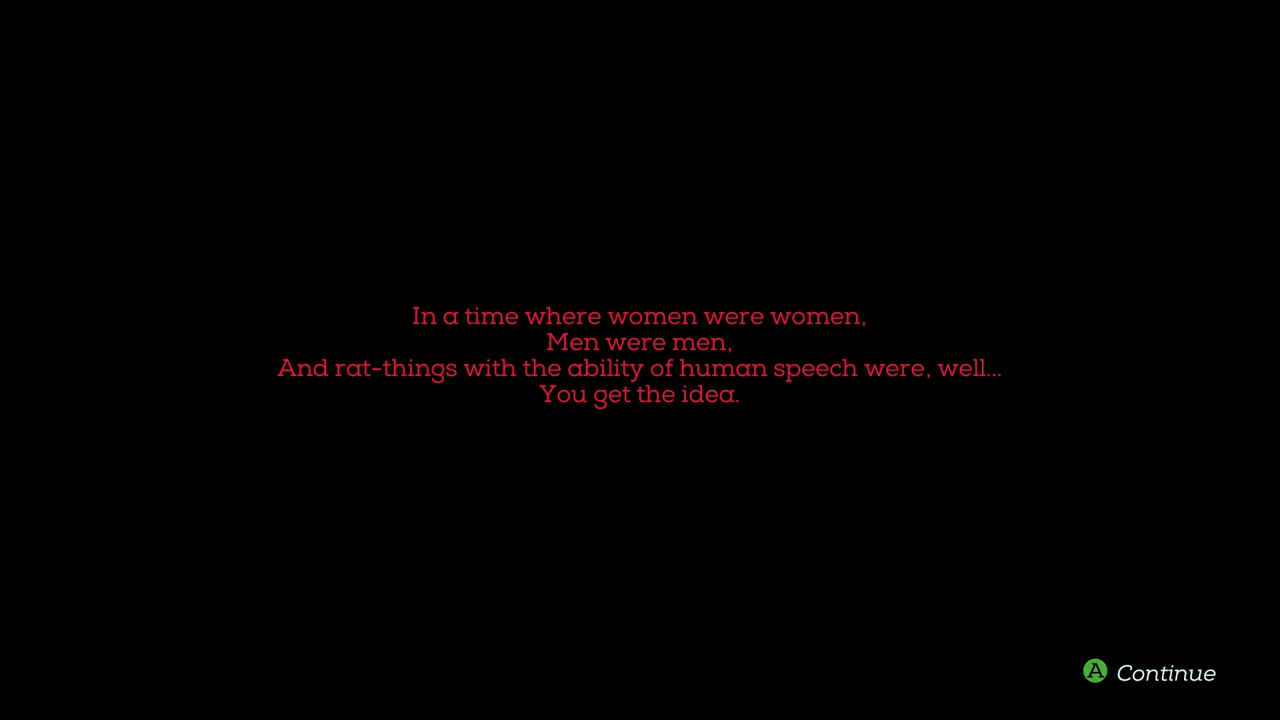 In a time where women were women,
Men were men,
And rat-things with the ability of human speech were, well...
You get the idea.
A Continue